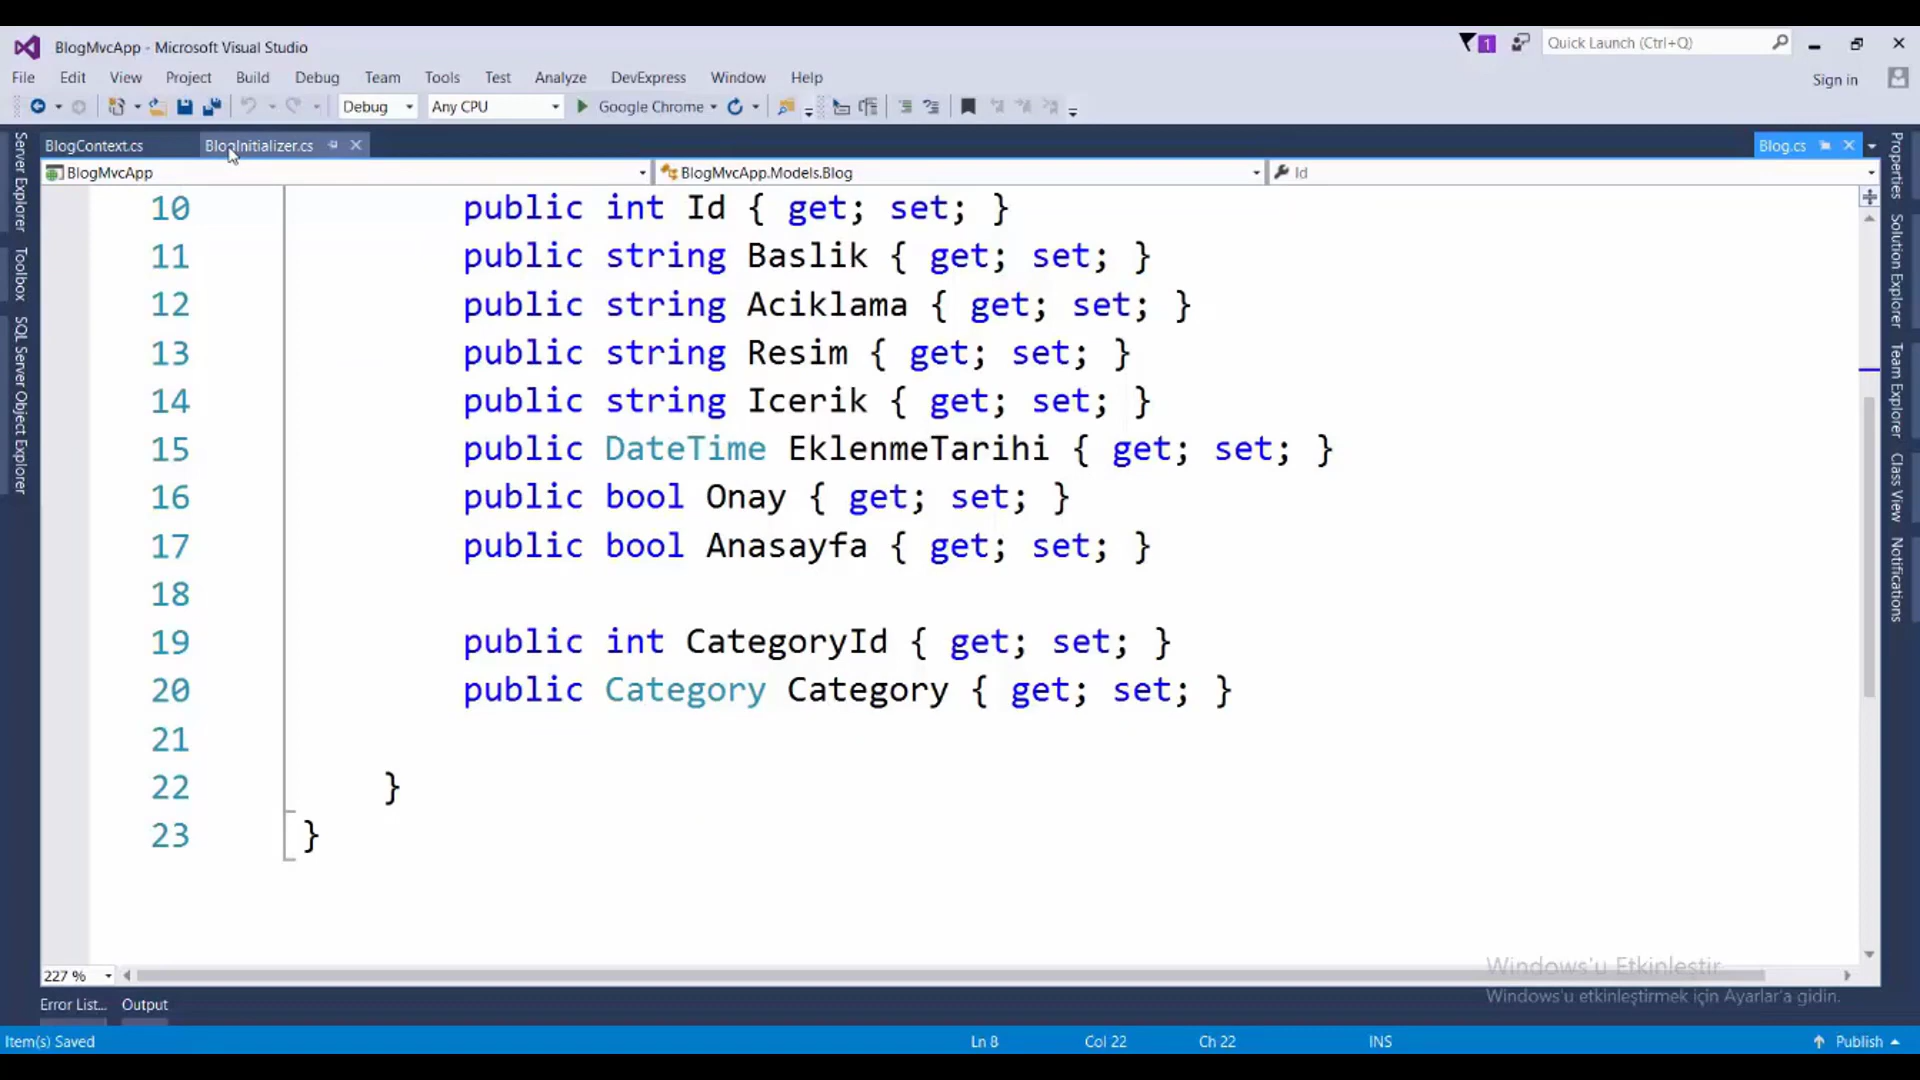 BlogMvcApp - Microsoft Visual Studio
1
Quick Launch (Ctrl+Q)
File Edit View Project Build Debug Team Tools Test Analyze DevExpress Window Help
Sign in
Debug Any CPU Google Chrome
BlogContext.cs BlogInitializer.cs Blog.cs
BlogMvcApp BlogMvcApp.Models.Blog Id
Server Explorer
Toolbox
SQL Server Object Explorer
10 public int Id { get; set; }
11 public string Baslik { get; set; }
12 public string Aciklama { get; set; }
13 public string Resim { get; set; }
14 public string Icerik { get; set; }
15 public DateTime EklenmeTarihi { get; set; }
16 public bool Onay { get; set; }
17 public bool Anasayfa { get; set; }
18
19 public int CategoryId { get; set; }
20 public Category Category { get; set; }
21
22 }
23 }
Properties
Solution Explorer
Team Explorer
Class View
Notifications
227 %
Windows'u Etkinleştir
Windows'u etkinleştirmek için Ayarlar'a gidin.
Error List... Output
Item(s) Saved Ln 8 Col 22 Ch 22 INS Publish